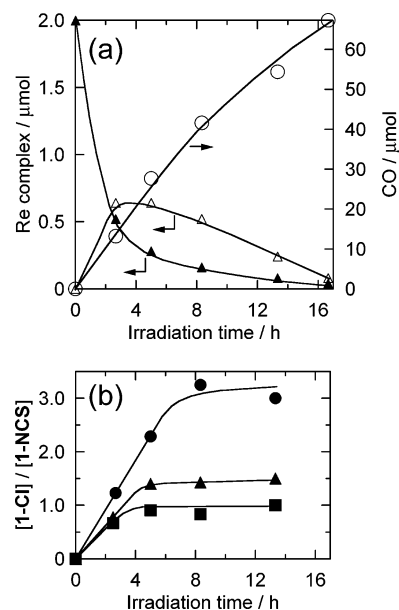 (a)
2.0
1.5
1.0
0.5
0
Re complex / μmol
60
50
40
30
20
10
0
CO / μmol
0 4 8 12 16
Irradiation time / h
(b)
3.0
2.0
1.0
0
[1-Cl] / [1-NCS]
0 4 8 12 16
Irradiation time / h